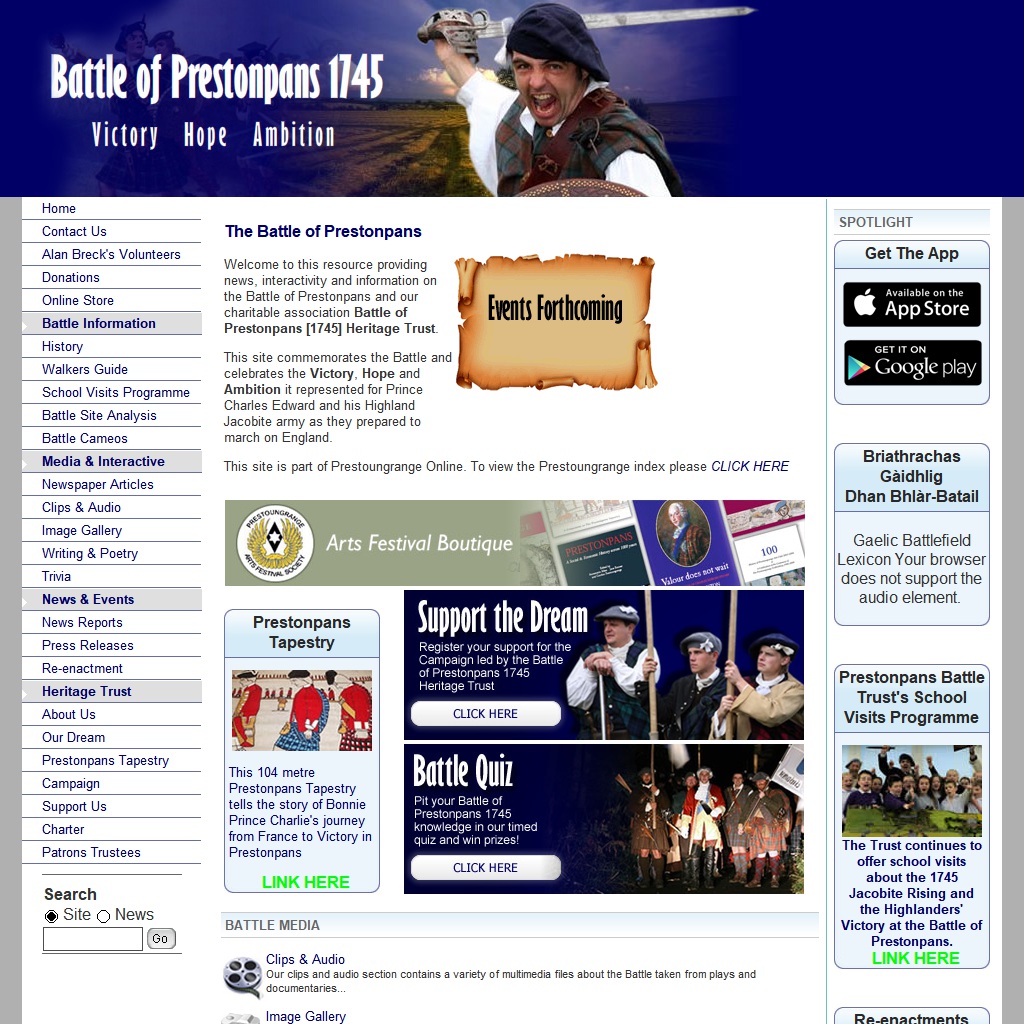 Battle of Prestonpans 1745
Victory Hope Ambition
Home
Contact Us
Alan Breck's Volunteers
Donations
Online Store
Battle Information
History
Walkers Guide
School Visits Programme
Battle Site Analysis
Battle Cameos
Media & Interactive
Newspaper Articles
Clips & Audio
Image Gallery
Writing & Poetry
Trivia
News & Events
News Reports
Press Releases
Re-enactment
Heritage Trust
About Us
Our Dream
Prestonpans Tapestry
Campaign
Support Us
Charter
Patrons Trustees
Search
Site News
Go
The Battle of Prestonpans
Welcome to this resource providing
news, interactivity and information on
the Battle of Prestonpans and our
charitable association Battle of
Prestonpans [1745] Heritage Trust.
Events Forthcoming
This site commemorates the Battle and
celebrates the Victory, Hope and
Ambition it represented for Prince
Charles Edward and his Highland
Jacobite army as they prepared to
march on England.
This site is part of Prestoungrange Online. To view the Prestoungrange index please CLICK HERE
PRESTOUNGRANGE
ARTS FESTIVAL SOCIETY
Arts Festival Boutique
PRESTONPANS
Valour does not wait
100
Prestonpans
Tapestry
This 104 metre
Prestonpans Tapestry
tells the story of Bonnie
Prince Charlie's journey
from France to Victory in
Prestonpans
LINK HERE
Support the Dream
Register your support for the
Campaign led by the Battle
of Prestonpans 1745
Heritage Trust
CLICK HERE
Battle Quiz
Pit your Battle of
Prestonpans 1745
knowledge in our timed
quiz and win prizes!
CLICK HERE
BATTLE MEDIA
Clips & Audio
Our clips and audio section contains a variety of multimedia files about the Battle taken from plays and
documentaries...
Image Gallery
SPOTLIGHT
Get The App
Available on the
App Store
GET IT ON
Google play
Briathrachas
Gàidhlig
Dhan Bhlàr-Batail
Gaelic Battlefield
Lexicon Your browser
does not support the
audio element.
Prestonpans Battle
Trust's School
Visits Programme
The Trust continues to
offer school visits
about the 1745
Jacobite Rising and
the Highlanders'
Victory at the Battle of
Prestonpans.
LINK HERE
Re-enactments